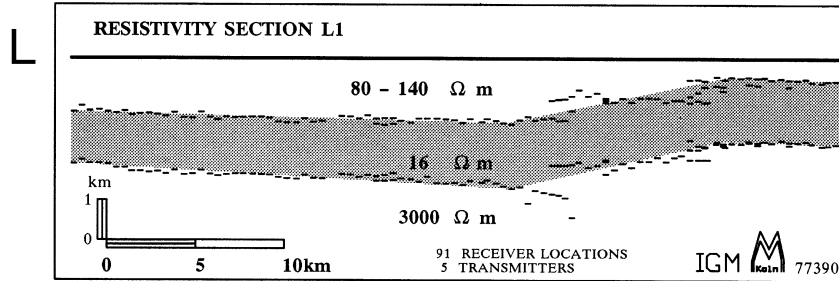 L
RESISTIVITY SECTION L1
80 – 140 Ω m
16 Ω m
3000 Ω m
km
1
0
0 5 10km
91 RECEIVER LOCATIONS
5 TRANSMITTERS
IGM Köln 77390